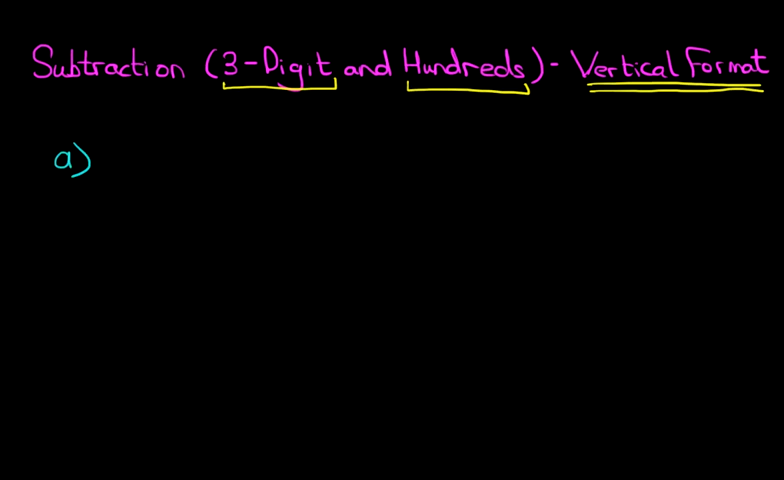 Subtraction (3-Digit and Hundreds) - Vertical Format
a)